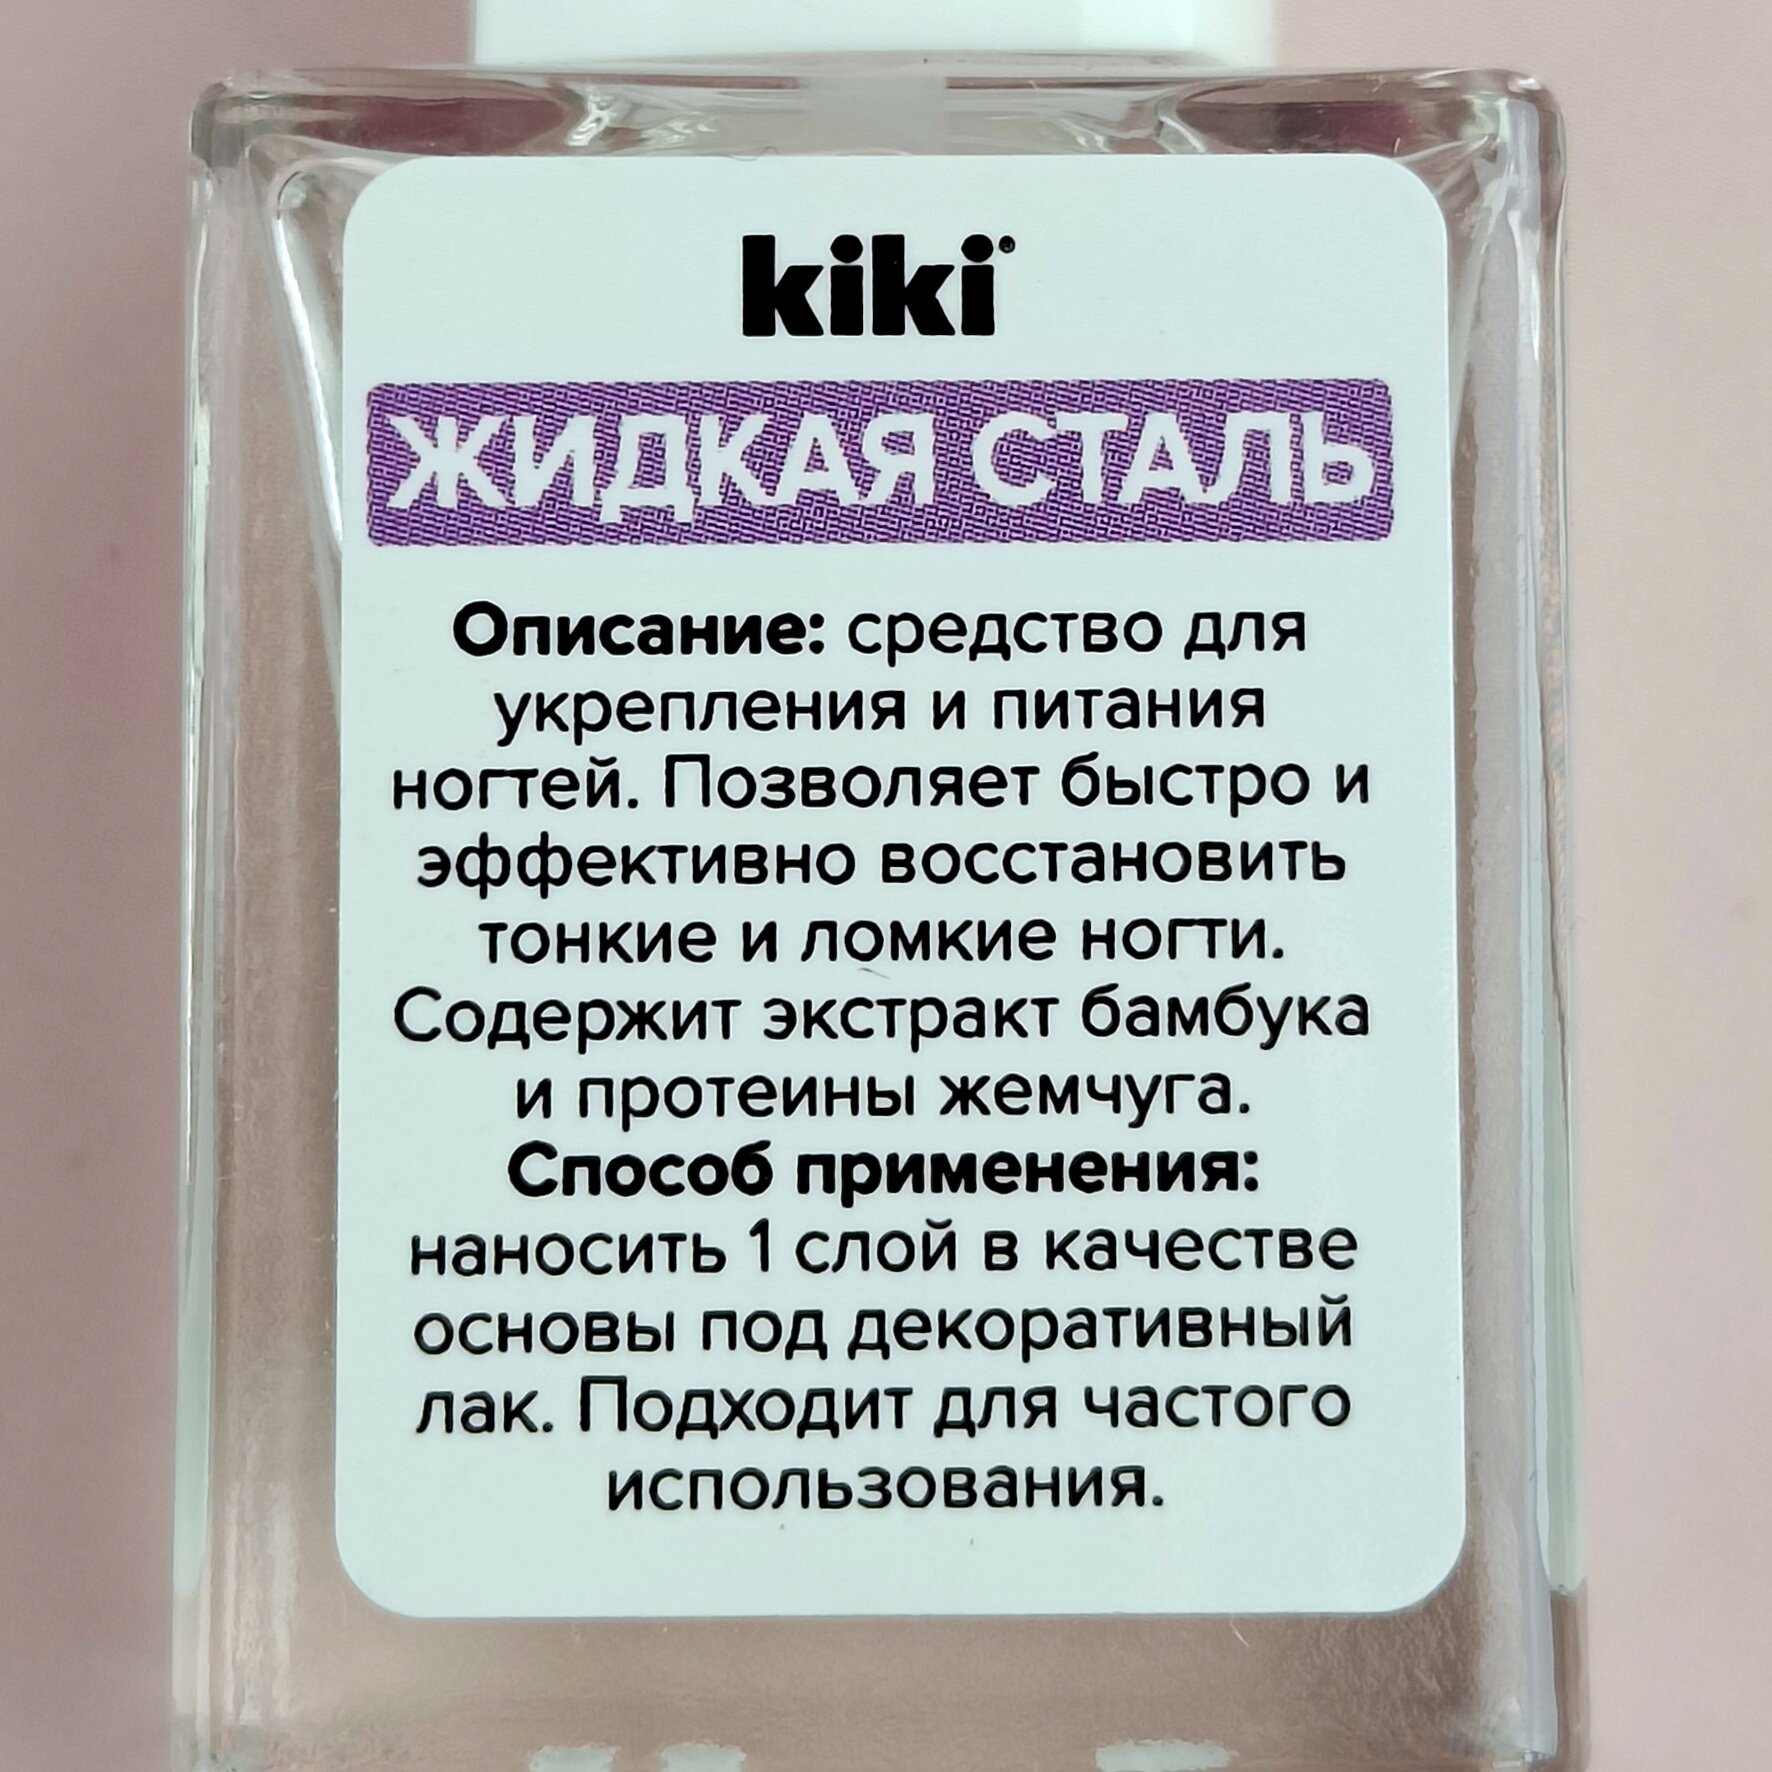 kiki®
ЖИДКАЯ СТАЛЬ
Описание: средство для
укрепления и питания
ногтей. Позволяет быстро и
эффективно восстановить
тонкие и ломкие ногти.
Содержит экстракт бамбука
и протеины жемчуга.
Способ применения:
наносить 1 слой в качестве
основы под декоративный
лак. Подходит для частого
использования.